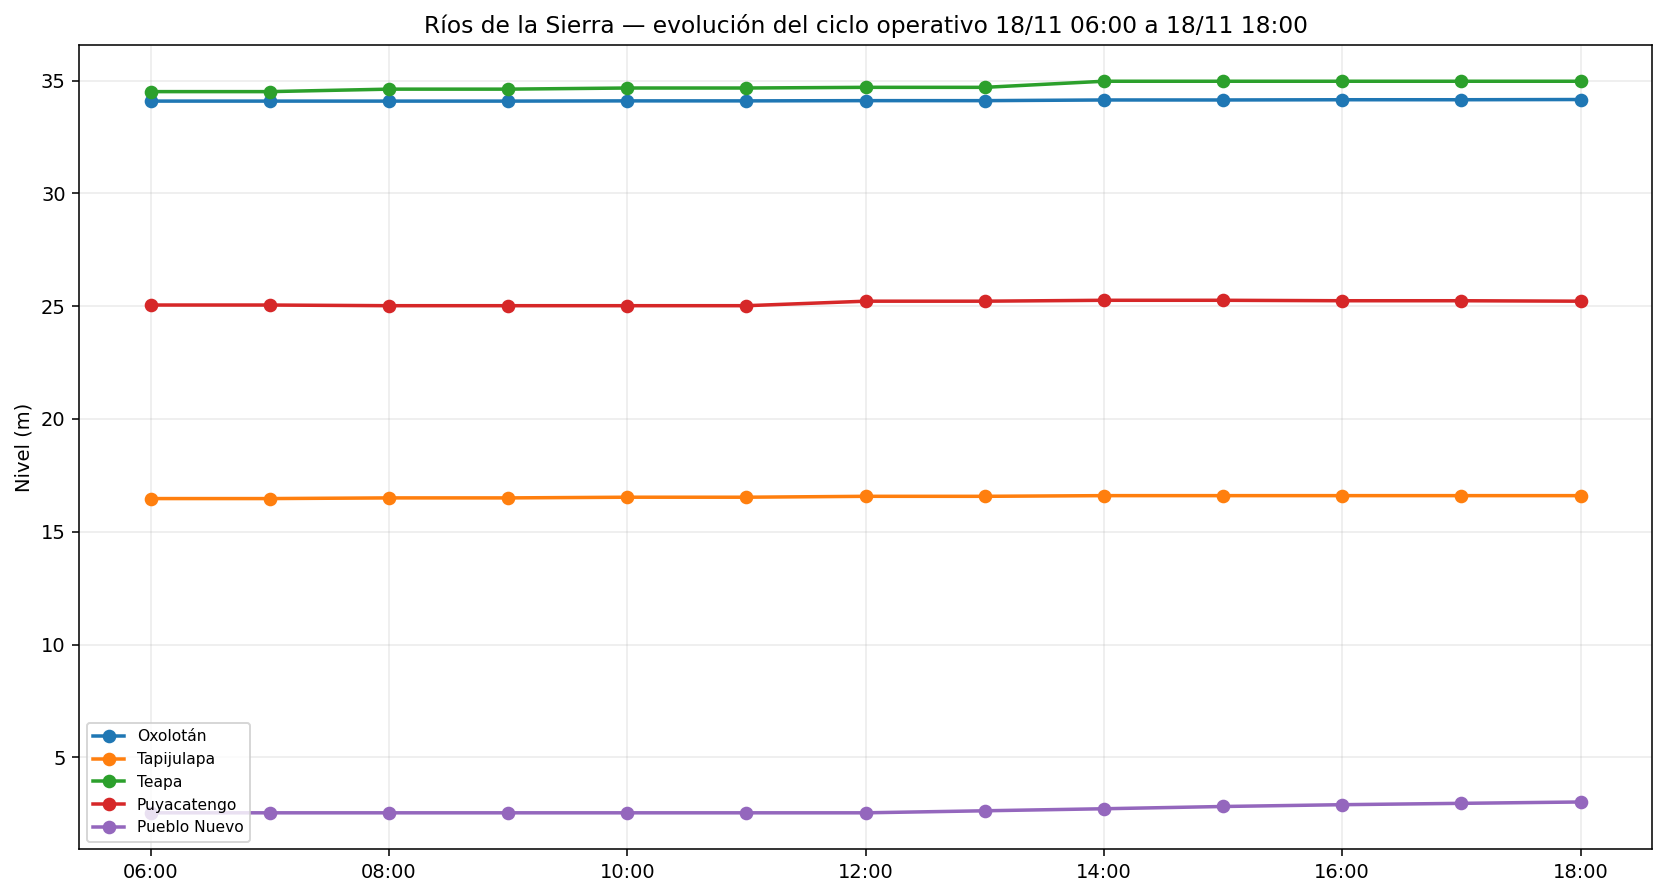 Ríos de la Sierra — evolución del ciclo operativo 18/11 06:00 a 18/11 18:00
Nivel (m)
35
30
25
20
15
10
5
Oxolotán
Tapijulapa
Teapa
Puyacatengo
Pueblo Nuevo
06:00
08:00
10:00
12:00
14:00
16:00
18:00